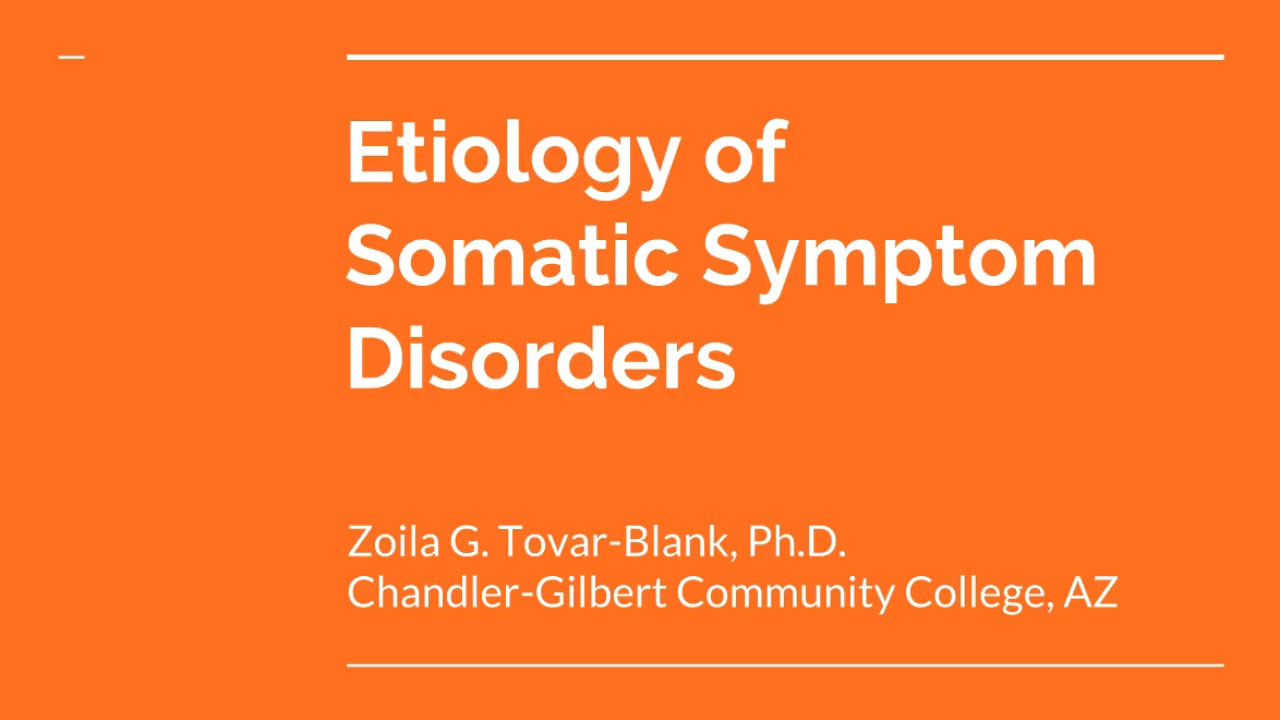 Etiology of
Somatic Symptom
Disorders
Zoila G. Tovar-Blank, Ph.D.
Chandler-Gilbert Community College, AZ